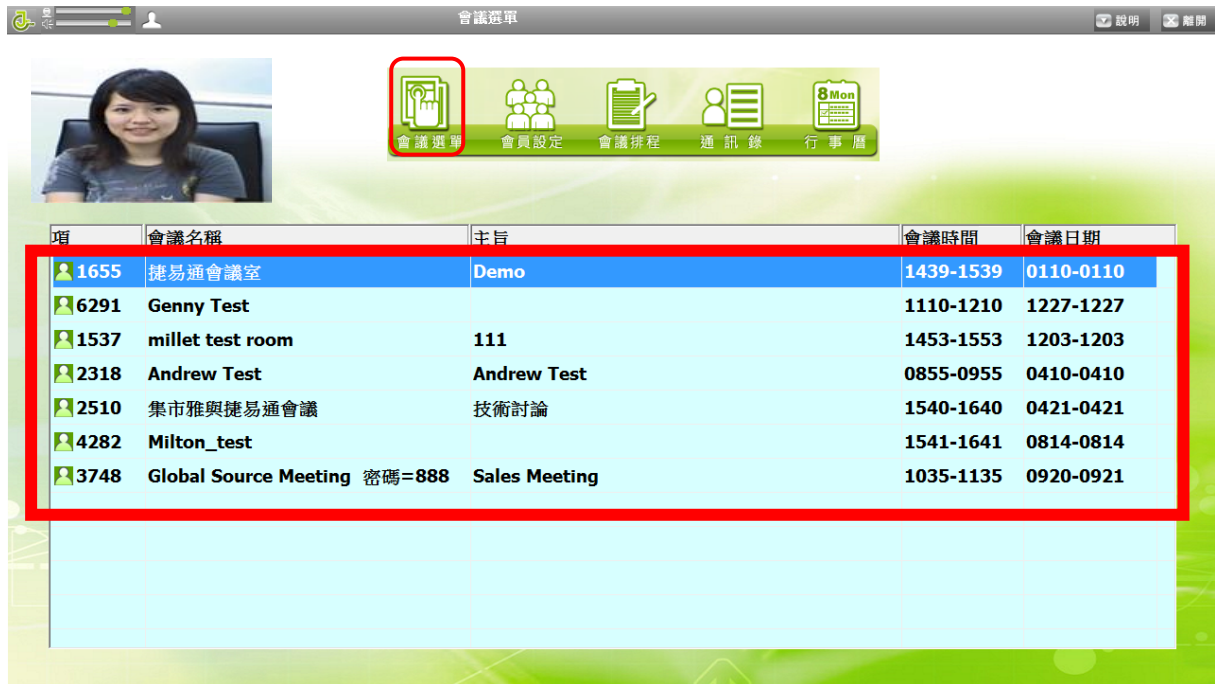 會議選單 說明 離開
8 Mon
會議選單 會員設定 會議排程 通訊錄 行事曆
項 會議名稱 主旨 會議時間 會議日期
1655 捷易通會議室 Demo 1439-1539 0110-0110
6291 Genny Test 1110-1210 1227-1227
1537 millet test room 111 1453-1553 1203-1203
2318 Andrew Test Andrew Test 0855-0955 0410-0410
2510 集市雅與捷易通會議 技術討論 1540-1640 0421-0421
4282 Milton_test 1541-1641 0814-0814
3748 Global Source Meeting 密碼=888 Sales Meeting 1035-1135 0920-0921